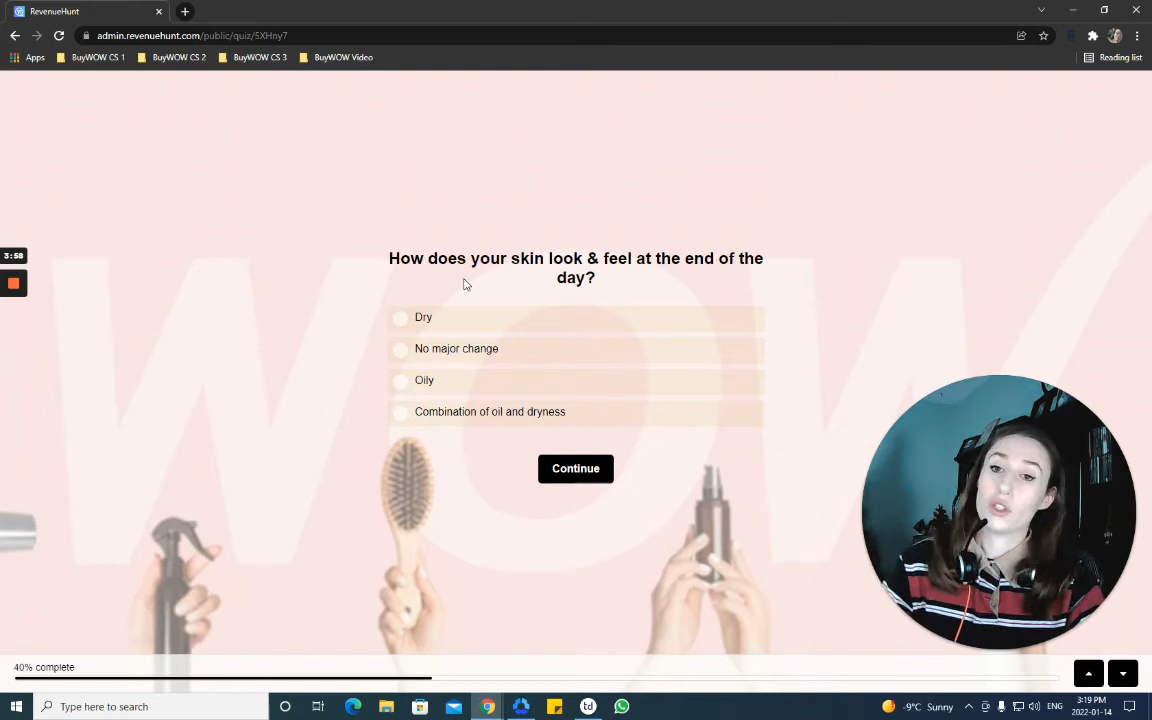 RevenueHunt
admin.revenuehunt.com/public/quiz/5XHny7
Apps
BuyWOW CS 1
BuyWOW CS 2
BuyWOW CS 3
BuyWOW Video
Reading list
WOW
3:58
How does your skin look & feel at the end of the
day?
Dry
No major change
Oily
Combination of oil and dryness
Continue
40% complete
Type here to search
td
-9°C Sunny
ENG
3:19 PM
2022-01-14